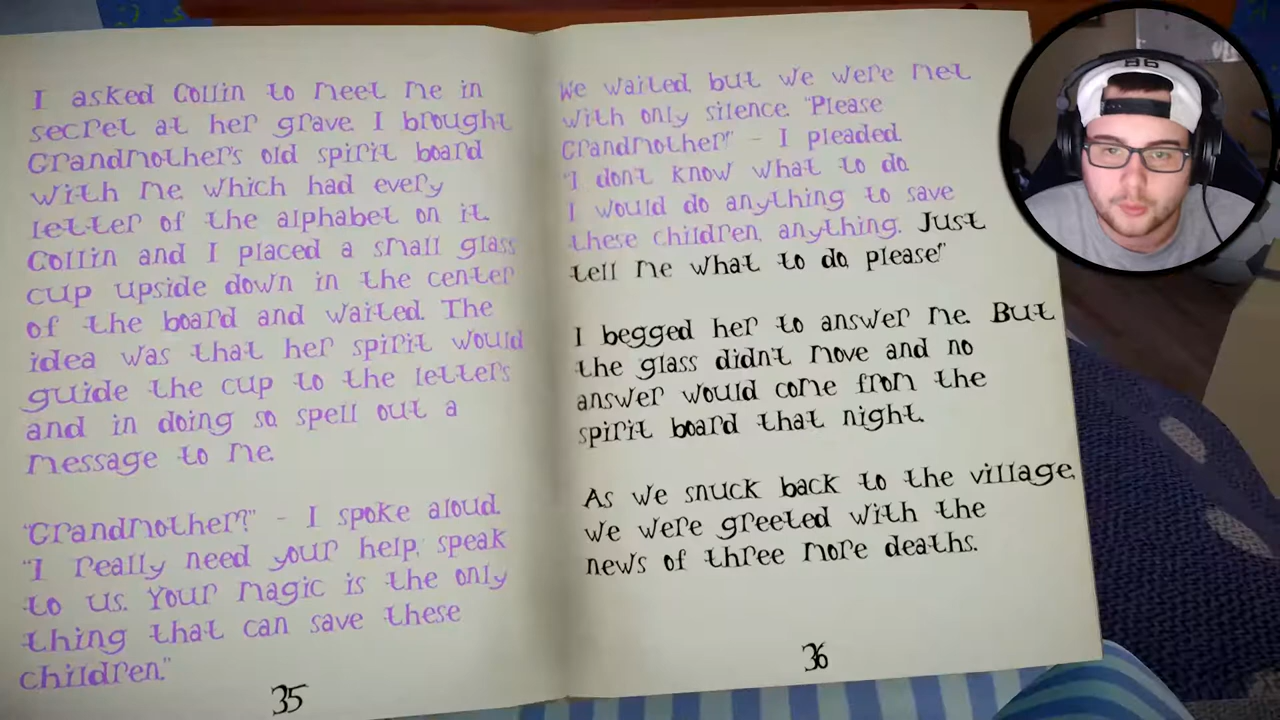 I asked Collin to meet me in
secret at her grave. I brought
Grandmother's old spirit board
with me which had every
letter of the alphabet on it.
Collin and I placed a small glass
cup upside down in the center
of the board and waited. The
idea was that her spirit would
guide the cup to the letters
and in doing so, spell out a
message to me.
"Grandmother?" - I spoke aloud.
"I really need your help, speak
to us. Your magic is the only
thing that can save these
children."
35
We waited, but we were met
with only silence. "Please
Grandmother" - I pleaded.
"I don't know what to do.
I would do anything to save
these children, anything. Just
tell me what to do, please!"
I begged her to answer me. But
the glass didn't move and no
answer would come from the
spirit board that night.
As we snuck back to the village,
we were greeted with the
news of three more deaths.
36